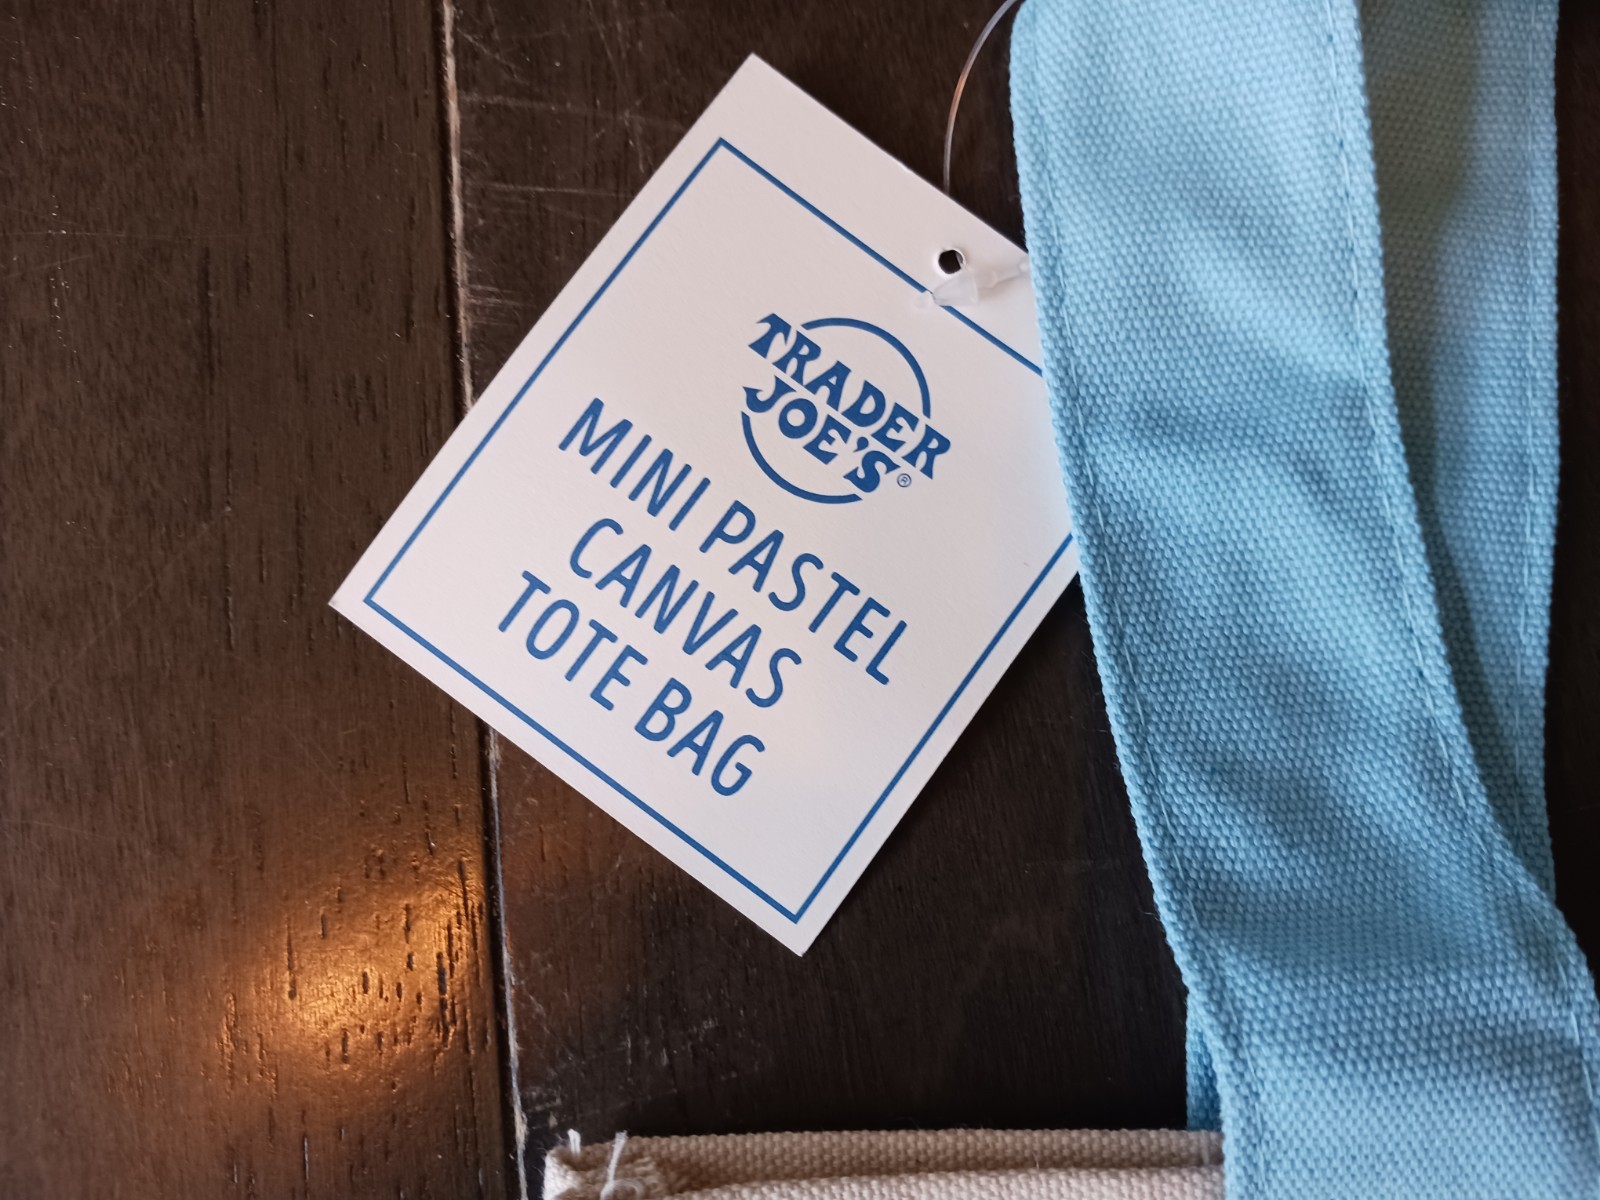 TRADER
JOE'S®
MINI PASTEL
CANVAS
TOTE BAG